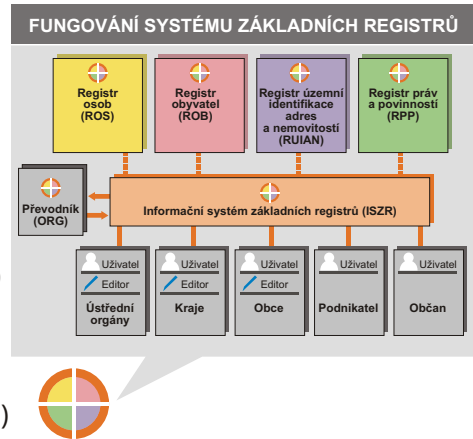 FUNGOVÁNÍ SYSTÉMU ZÁKLADNÍCH REGISTRŮ
Registr
osob
(ROS)
Registr
obyvatel
(ROB)
Registr územní
identifikace
adres
a nemovitostí
(RUIAN)
Registr práv
a povinností
(RPP)
Převodník
(ORG)
Informační systém základních registrů (ISZR)
Uživatel
Editor
Ústřední
orgány
Uživatel
Editor
Kraje
Uživatel
Editor
Obce
Uživatel
Podnikatel
Uživatel
Občan
)